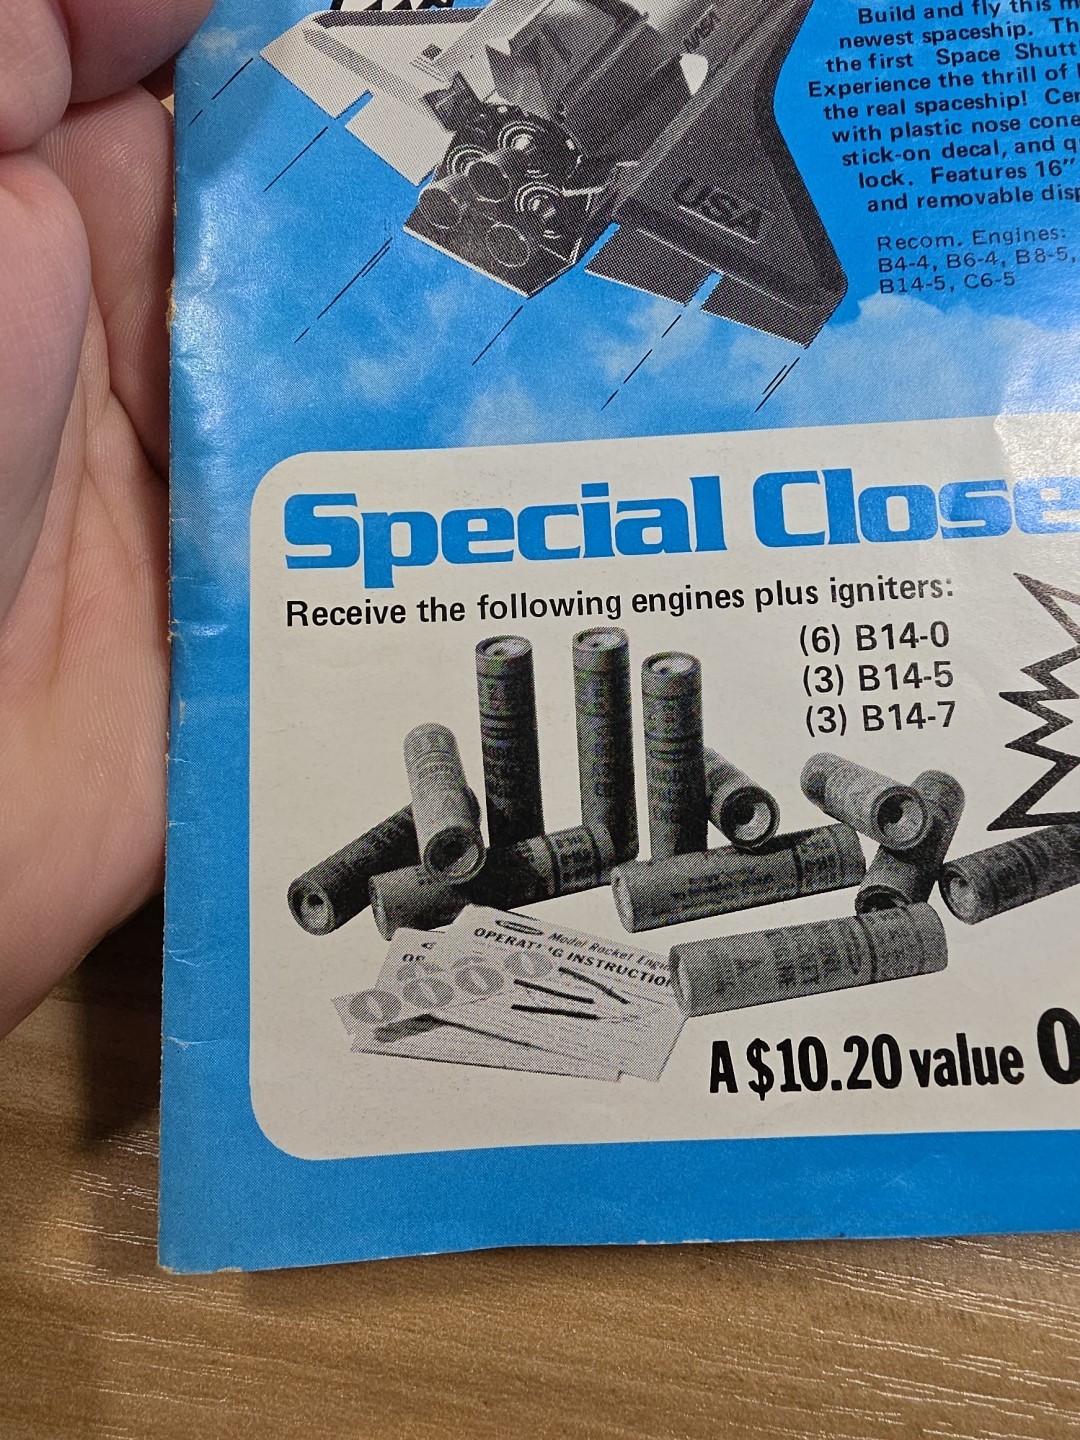 NASA
USA
Build and fly this
newest spaceship.
the first Space
Experience the thrill of
the real spaceship!
with plastic nose
stick-on decal, and
lock. Features 16"
and removable
Recom. Engines:
B4-4, B6-4, B8-5,
B14-5, C6-5
Special
Receive the following engines plus igniters:
(6) B14-0
(3) B14-5
(3) B14-7
Model Rocket
A $10.20 value